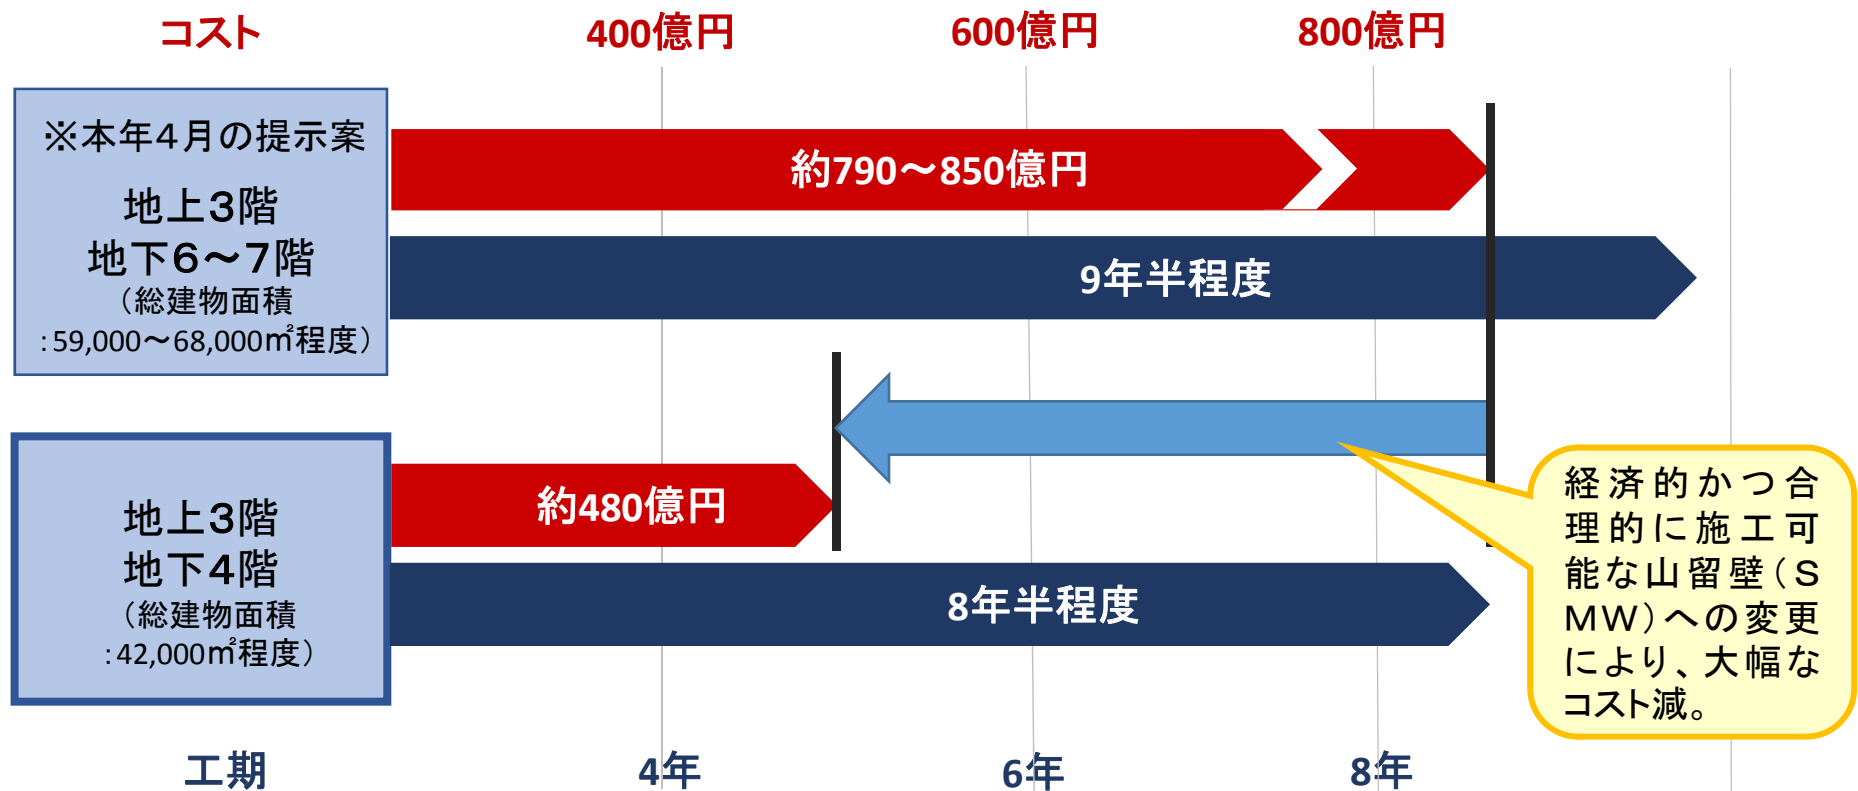 コスト
400億円
600億円
800億円
※本年4月の提示案
地上3階
地下6～7階
（総建物面積
：59,000～68,000㎡程度）
約790～850億円
9年半程度
地上3階
地下4階
（総建物面積
：42,000㎡程度）
約480億円
8年半程度
経済的かつ合
理的に施工可
能な山留壁（S
MW）への変更
により、大幅な
コスト減。
工期
4年
6年
8年